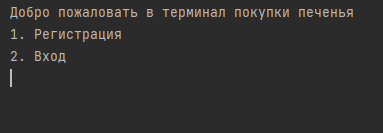 Добро пожаловать в терминал покупки печенья
1. Регистрация
2. Вход